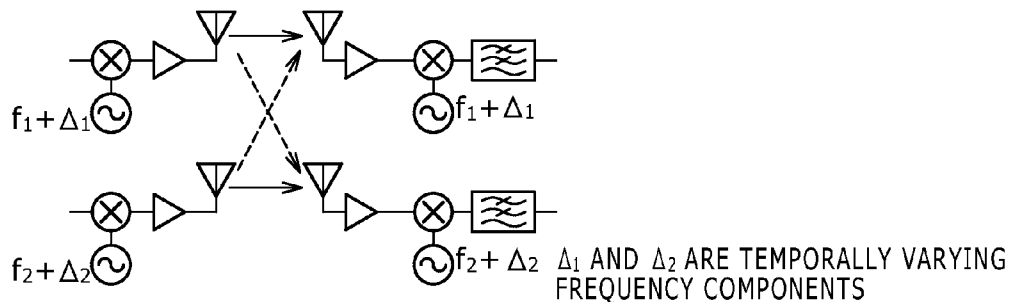 f₁+Δ₁
f₁+Δ₁
f₂+Δ₂
f₂+Δ₂
Δ₁ AND Δ₂ ARE TEMPORALLY VARYING
FREQUENCY COMPONENTS